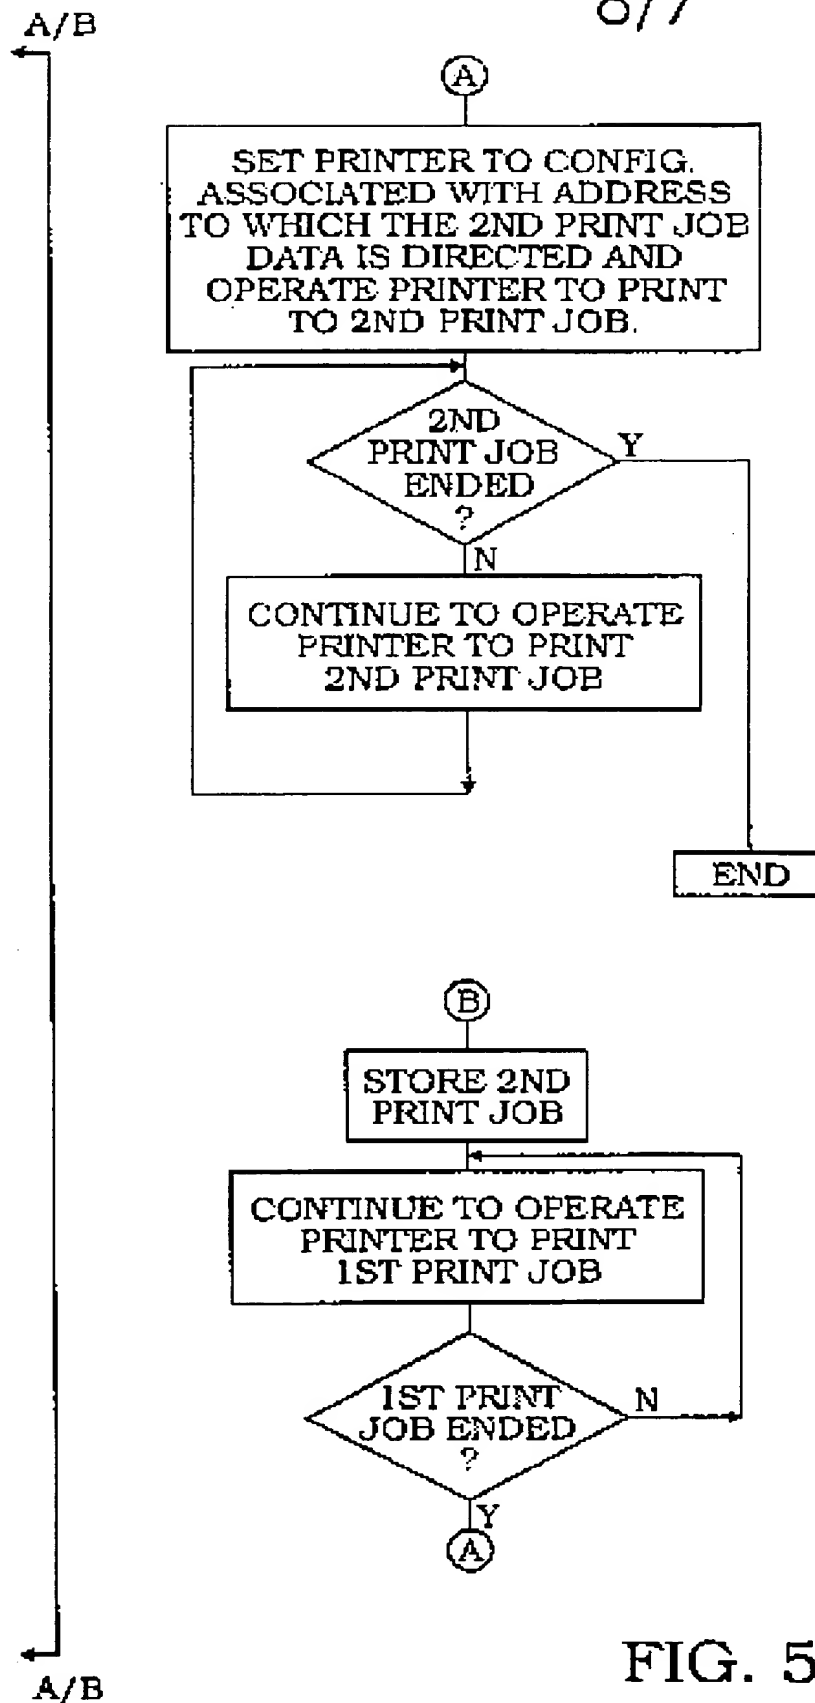 A/B
8/7
A
SET PRINTER TO CONFIG.
ASSOCIATED WITH ADDRESS
TO WHICH THE 2ND PRINT JOB
DATA IS DIRECTED AND
OPERATE PRINTER TO PRINT
TO 2ND PRINT JOB.
2ND
PRINT JOB
ENDED
?
Y
N
CONTINUE TO OPERATE
PRINTER TO PRINT
2ND PRINT JOB
END
B
STORE 2ND
PRINT JOB
CONTINUE TO OPERATE
PRINTER TO PRINT
1ST PRINT JOB
1ST PRINT
JOB ENDED
?
N
Y
A
A/B
FIG. 5